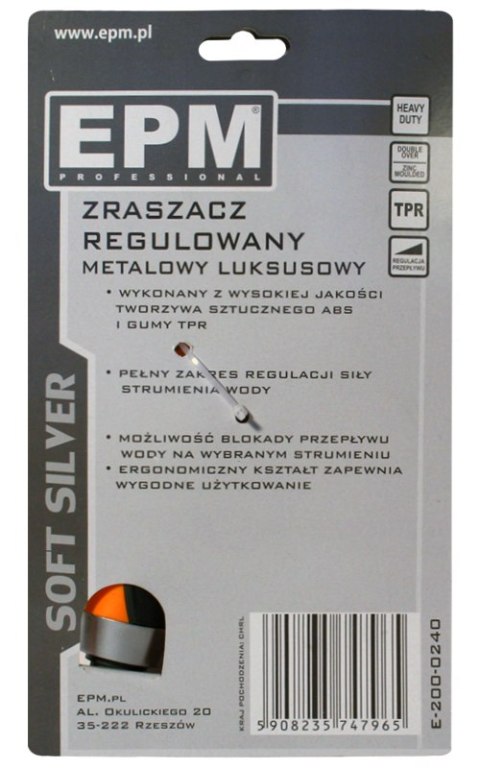 www.epm.pl
EPM®
PROFESSIONAL
HEAVY
DUTY
DOUBLE
OVER
ZINC
MOULDED
TPR
REGULACJA
PRZEPŁYWU
ZRASZACZ
REGULOWANY
METALOWY LUKSUSOWY
• WYKONANY Z WYSOKIEJ JAKOŚCI
TWORZYWA SZTUCZNEGO ABS
I GUMY TPR
• PEŁNY ZAKRES REGULACJI SIŁY
STRUMIENIA WODY
• MOŻLIWOŚĆ BLOKADY PRZEPŁYWU
WODY NA WYBRANYM STRUMIENIU
• ERGONOMICZNY KSZTAŁT ZAPEWNIA
WYGODNE UŻYTKOWANIE
SOFT SILVER
EPM.PL
AL. OKULICKIEGO 20
35-222 RZESZÓW
KRAJ POCHODZENIA: CHRL
5908235747965
E-200-0240